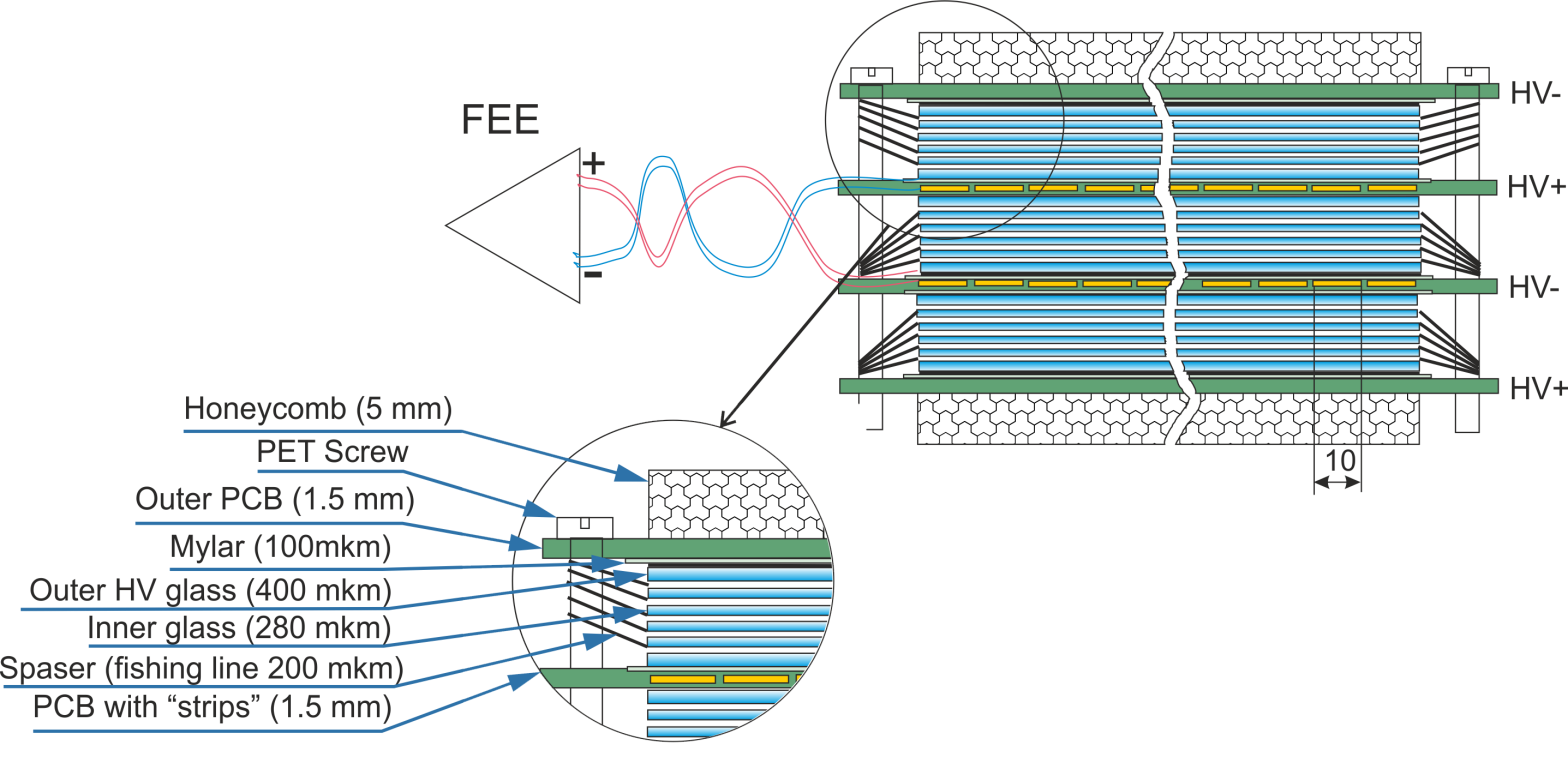 FEE
+
-
HV-
HV+
HV-
HV+
10
Honeycomb (5 mm)
PET Screw
Outer PCB (1.5 mm)
Mylar (100mkm)
Outer HV glass (400 mkm)
Inner glass (280 mkm)
Spaser (fishing line 200 mkm)
PCB with “strips” (1.5 mm)